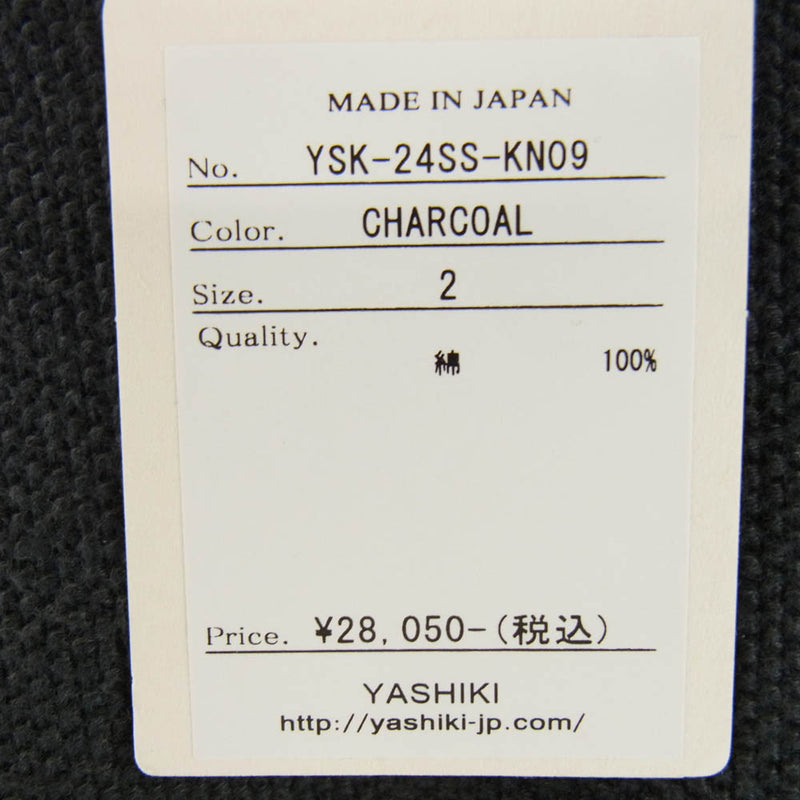 MADE IN JAPAN
No. YSK-24SS-KN09
Color. CHARCOAL
Size. 2
Quality.
綿 100%
Price. ¥28,050-(税込)
YASHIKI
http://yashiki-jp.com/